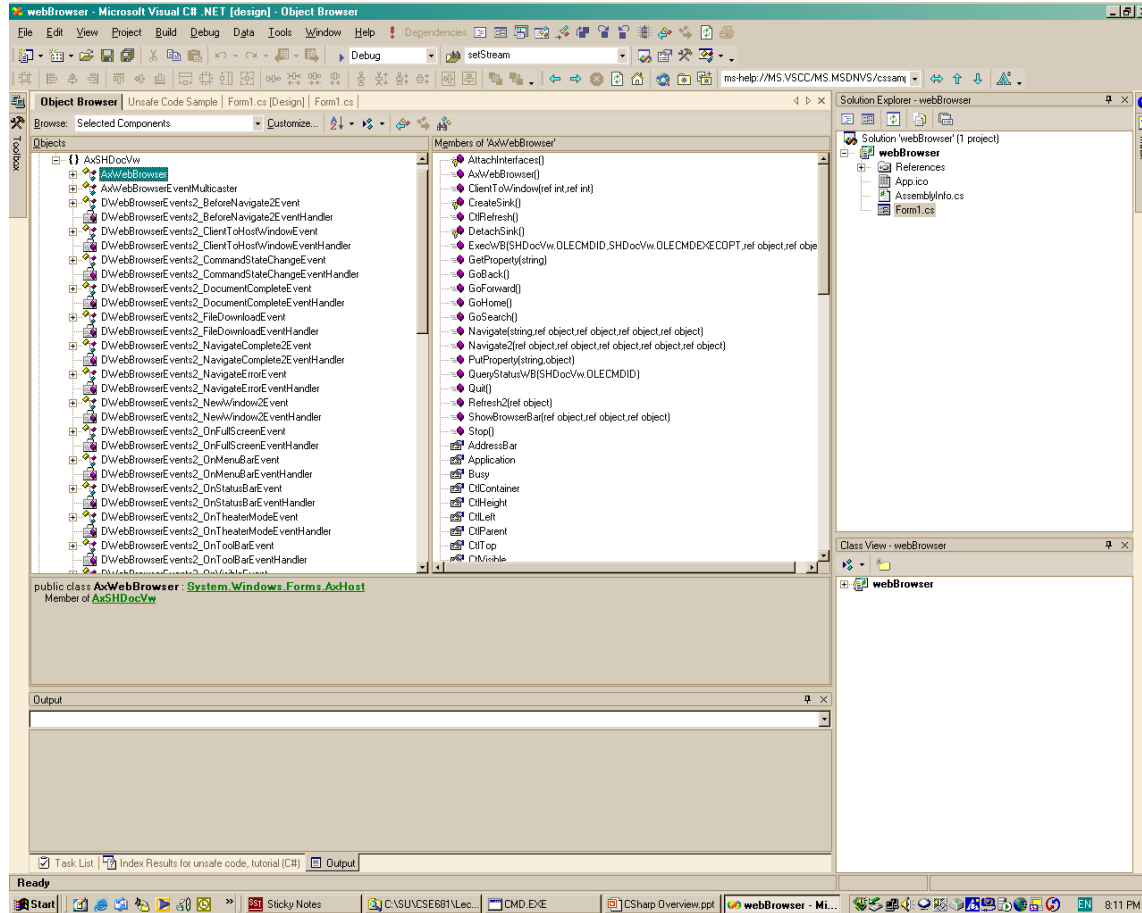 webBrowser - Microsoft Visual C# .NET [design] - Object Browser
File Edit View Project Build Debug Data Tools Window Help Dependencies
Debug setStream
ms-help://MS.VSCC/MS.MSDNVS/cssamp
Object Browser Unsafe Code Sample Form1.cs [Design] Form1.cs
Browse: Selected Components Customize...
Toolbox
Objects
{} AxSHDocVw
AxWebBrowser
AxWebBrowserEventMulticaster
DWebBrowserEvents2_BeforeNavigate2Event
DWebBrowserEvents2_BeforeNavigate2EventHandler
DWebBrowserEvents2_ClientToHostWindowEvent
DWebBrowserEvents2_ClientToHostWindowEventHandler
DWebBrowserEvents2_CommandStateChangeEvent
DWebBrowserEvents2_CommandStateChangeEventHandler
DWebBrowserEvents2_DocumentCompleteEvent
DWebBrowserEvents2_DocumentCompleteEventHandler
DWebBrowserEvents2_FileDownloadEvent
DWebBrowserEvents2_FileDownloadEventHandler
DWebBrowserEvents2_NavigateComplete2Event
DWebBrowserEvents2_NavigateComplete2EventHandler
DWebBrowserEvents2_NavigateErrorEvent
DWebBrowserEvents2_NavigateErrorEventHandler
DWebBrowserEvents2_NewWindow2Event
DWebBrowserEvents2_NewWindow2EventHandler
DWebBrowserEvents2_OnFullScreenEvent
DWebBrowserEvents2_OnFullScreenEventHandler
DWebBrowserEvents2_OnMenuBarEvent
DWebBrowserEvents2_OnMenuBarEventHandler
DWebBrowserEvents2_OnStatusBarEvent
DWebBrowserEvents2_OnStatusBarEventHandler
DWebBrowserEvents2_OnTheaterModeEvent
DWebBrowserEvents2_OnTheaterModeEventHandler
DWebBrowserEvents2_OnToolBarEvent
DWebBrowserEvents2_OnToolBarEventHandler
DWebBrowserEvents2_OnVisibleEvent
Members of 'AxWebBrowser'
AttachInterfaces()
AxWebBrowser()
ClientToWindow(ref int,ref int)
CreateSink()
CtlRefresh()
DetachSink()
ExecWB(SHDocVw.OLECMDID,SHDocVw.OLECMDEXECOPT,ref object,ref obje
GetProperty(string)
GoBack()
GoForward()
GoHome()
GoSearch()
Navigate(string,ref object,ref object,ref object,ref object)
Navigate2(ref object,ref object,ref object,ref object,ref object)
PutProperty(string,object)
QueryStatusWB(SHDocVw.OLECMDID)
Quit()
Refresh2(ref object)
ShowBrowserBar(ref object,ref object,ref object)
Stop()
AddressBar
Application
Busy
CtlContainer
CtlHeight
CtlLeft
CtlParent
CtlTop
CtlVisible
public class AxWebBrowser : System.Windows.Forms.AxHost
Member of AxSHDocVw
Output
Task List Index Results for unsafe code, tutorial (C#) Output
Solution Explorer - webBrowser
Solution 'webBrowser' (1 project)
webBrowser
References
App.ico
AssemblyInfo.cs
Form1.cs
Class View - webBrowser
webBrowser
Ready
Start » SST Sticky Notes C:\SU\CSE681\Lec... CMD.EXE CSharp Overview.ppt webBrowser - Mi... EN 8:11 PM